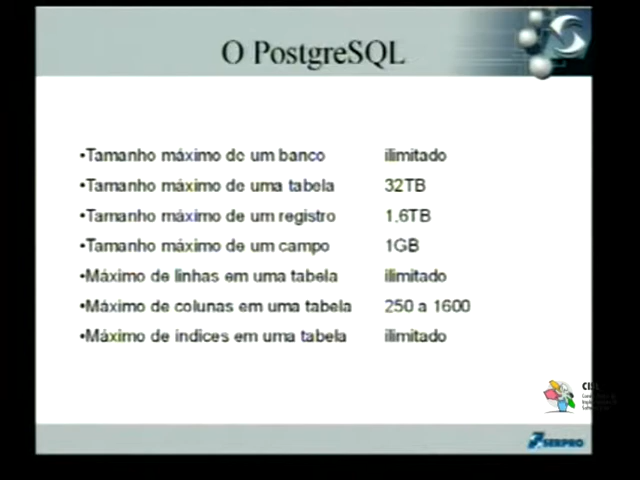 O PostgreSQL
•Tamanho máximo de um banco ilimitado
•Tamanho máximo de uma tabela 32TB
•Tamanho máximo de um registro 1.6TB
•Tamanho máximo de um campo 1GB
•Máximo de linhas em uma tabela ilimitado
•Máximo de colunas em uma tabela 250 a 1600
•Máximo de indices em uma tabela ilimitado
SERPRO